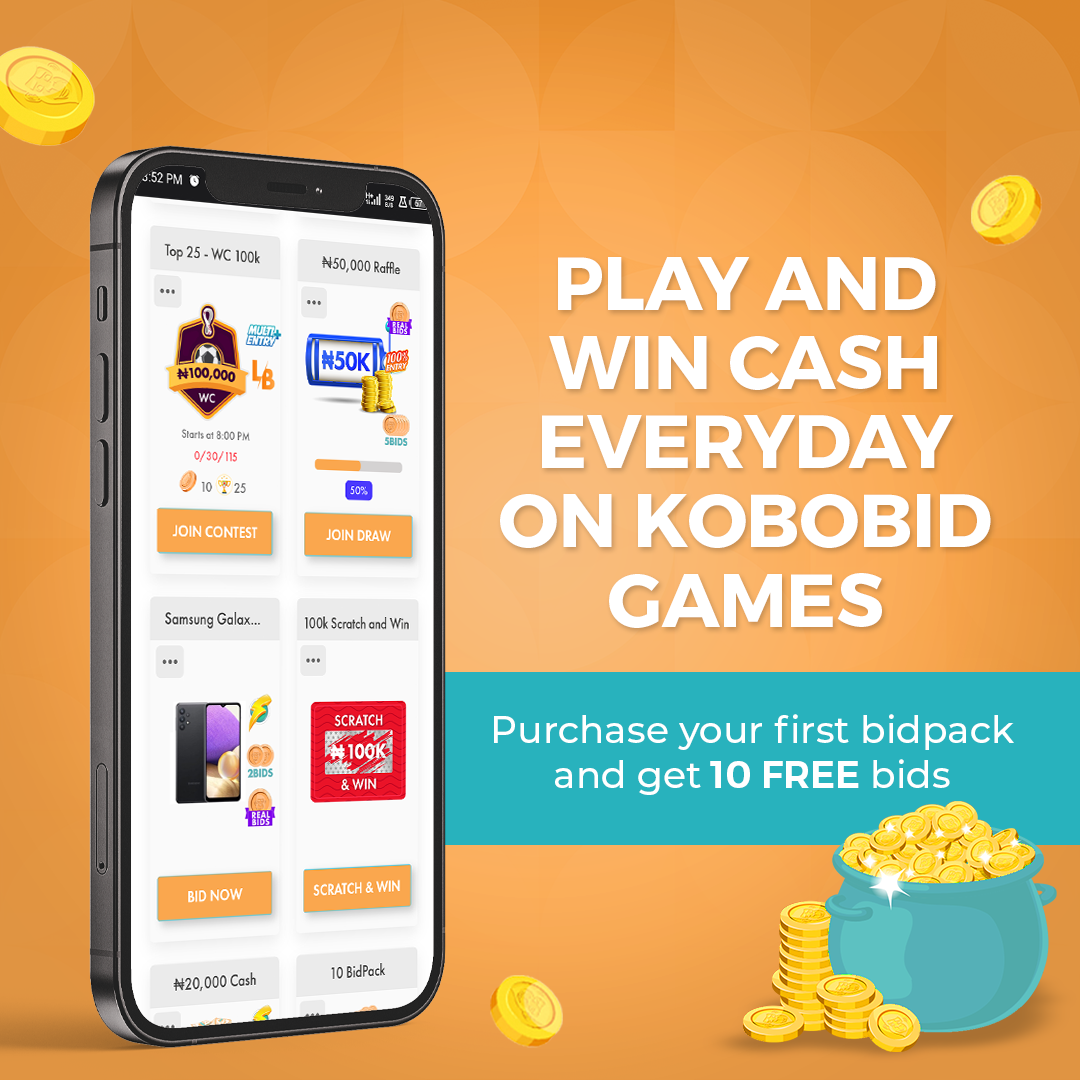 3:52 PM
Top 25 - WC 100k
₦100,000
WC
MULTI+
ENTRY
L/B
Starts at 8:00 PM
0/30/115
10 25
JOIN CONTEST
₦50,000 Raffle
REAL
BIDS
₦50K
100%
ENTRY
5BIDS
50%
JOIN DRAW
Samsung Galax...
2BIDS
REAL
BIDS
BID NOW
100k Scratch and Win
SCRATCH
₦100K
& WIN
SCRATCH & WIN
₦20,000 Cash
10 BidPack
PLAY AND
WIN CASH
EVERYDAY
ON KOBOBID
GAMES
Purchase your first bidpack
and get 10 FREE bids